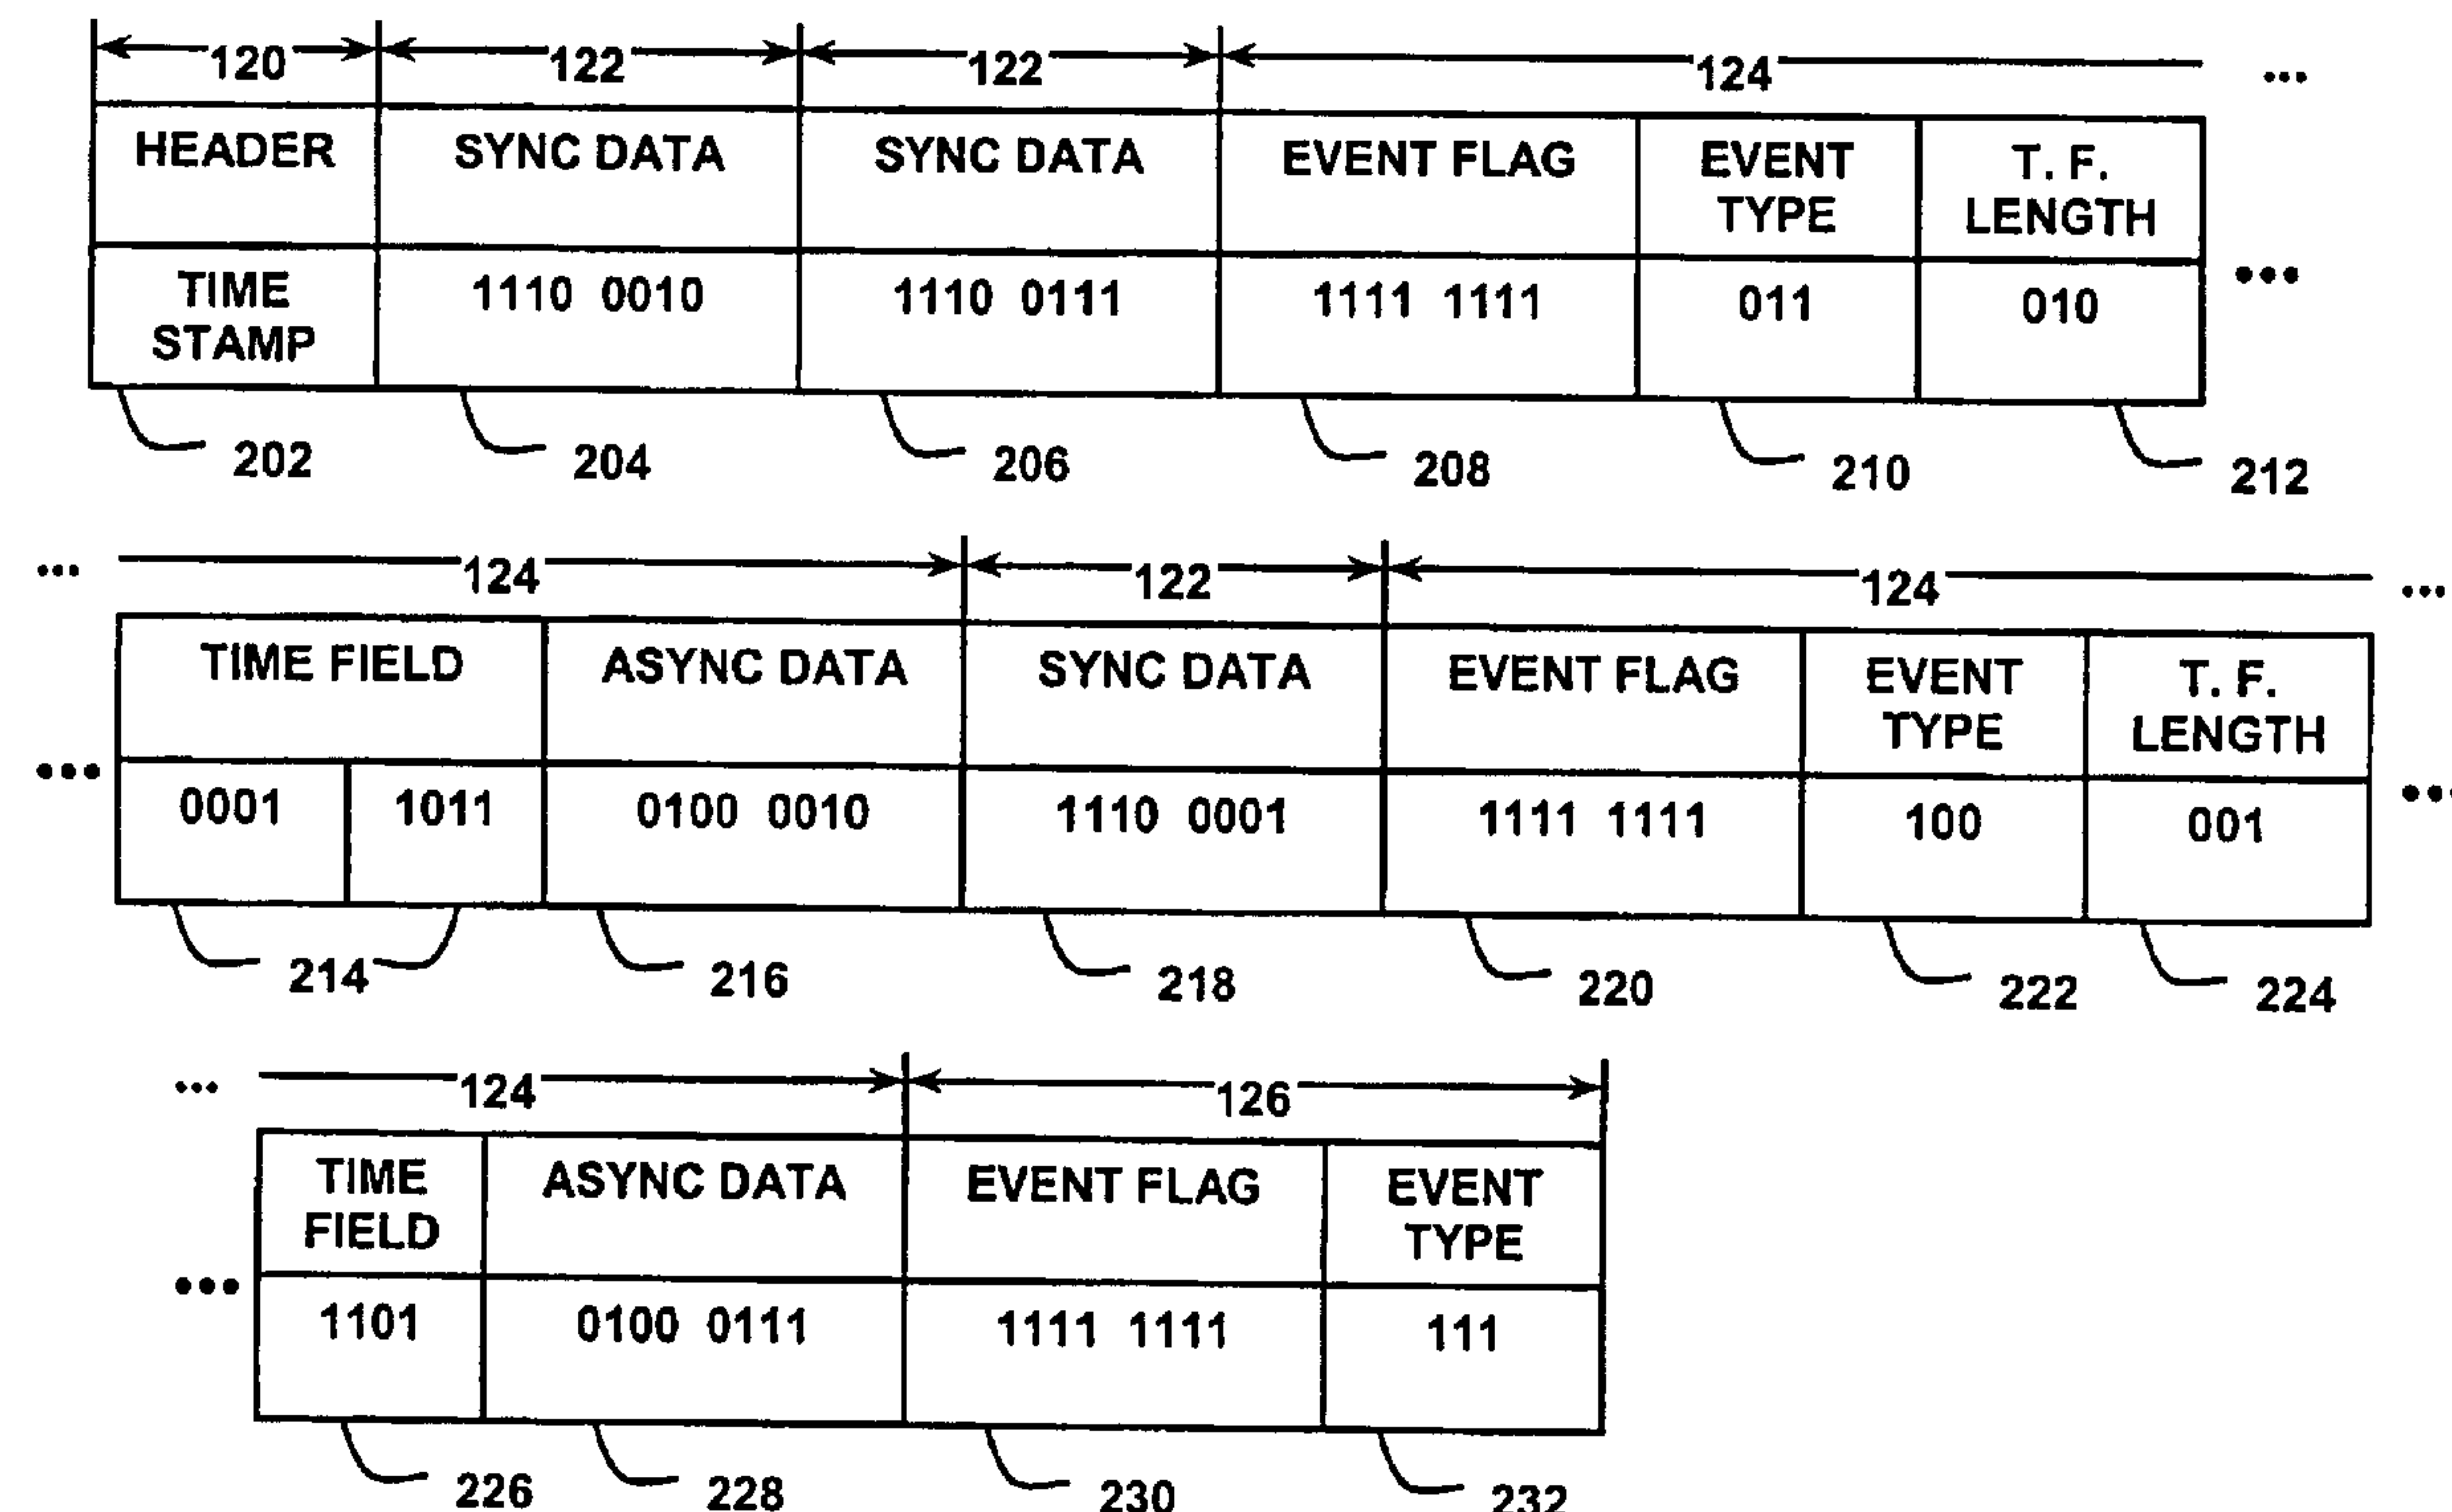 120 122 122 124 ...
HEADER SYNC DATA SYNC DATA EVENT FLAG EVENT TYPE T. F. LENGTH
TIME STAMP 1110 0010 1110 0111 1111 1111 011 010 ...
202 204 206 208 210 212
... 124 122 124 ...
TIME FIELD ASYNC DATA SYNC DATA EVENT FLAG EVENT TYPE T. F. LENGTH
... 0001 1011 0100 0010 1110 0001 1111 1111 100 001 ...
214 216 218 220 222 224
... 124 126
TIME FIELD ASYNC DATA EVENT FLAG EVENT TYPE
... 1101 0100 0111 1111 1111 111
226 228 230 232